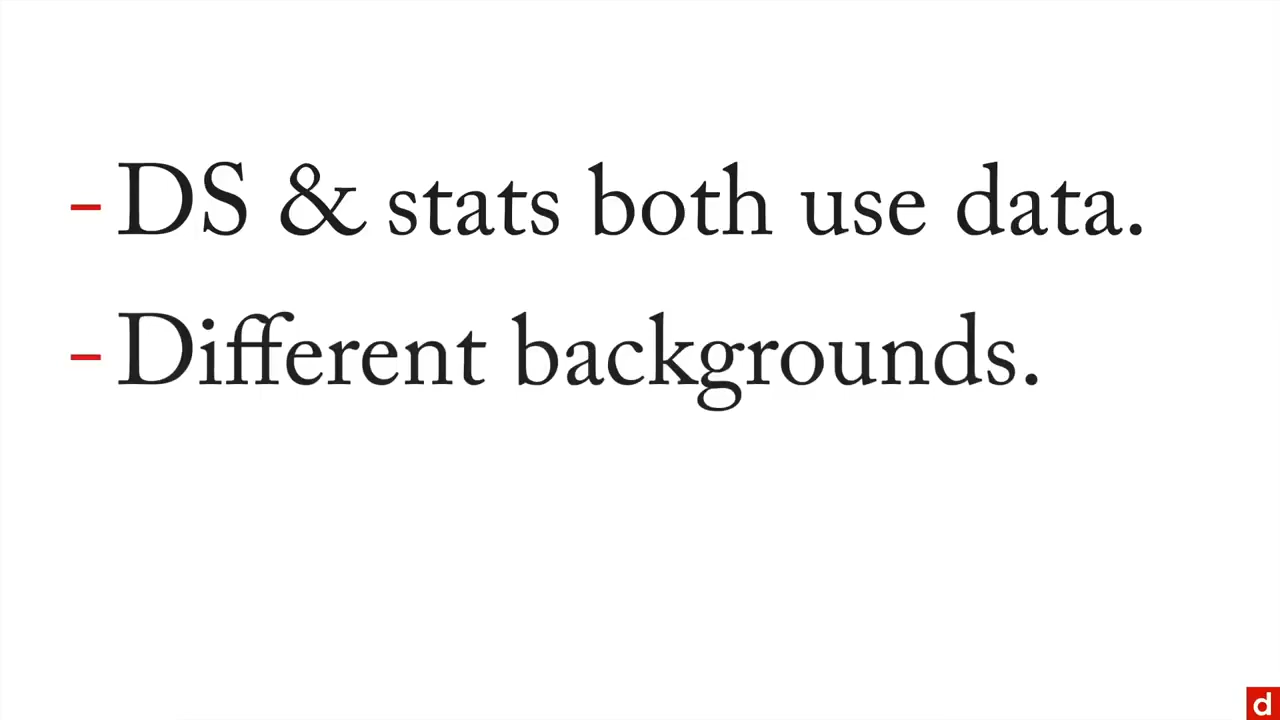 - DS & stats both use data.
- Different backgrounds.
d